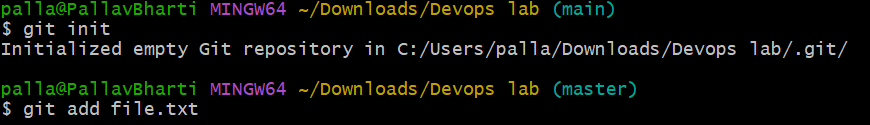 palla@PallavBharti MINGW64 ~/Downloads/Devops lab (main)
$ git init
Initialized empty Git repository in C:/Users/palla/Downloads/Devops lab/.git/
palla@PallavBharti MINGW64 ~/Downloads/Devops lab (master)
$ git add file.txt